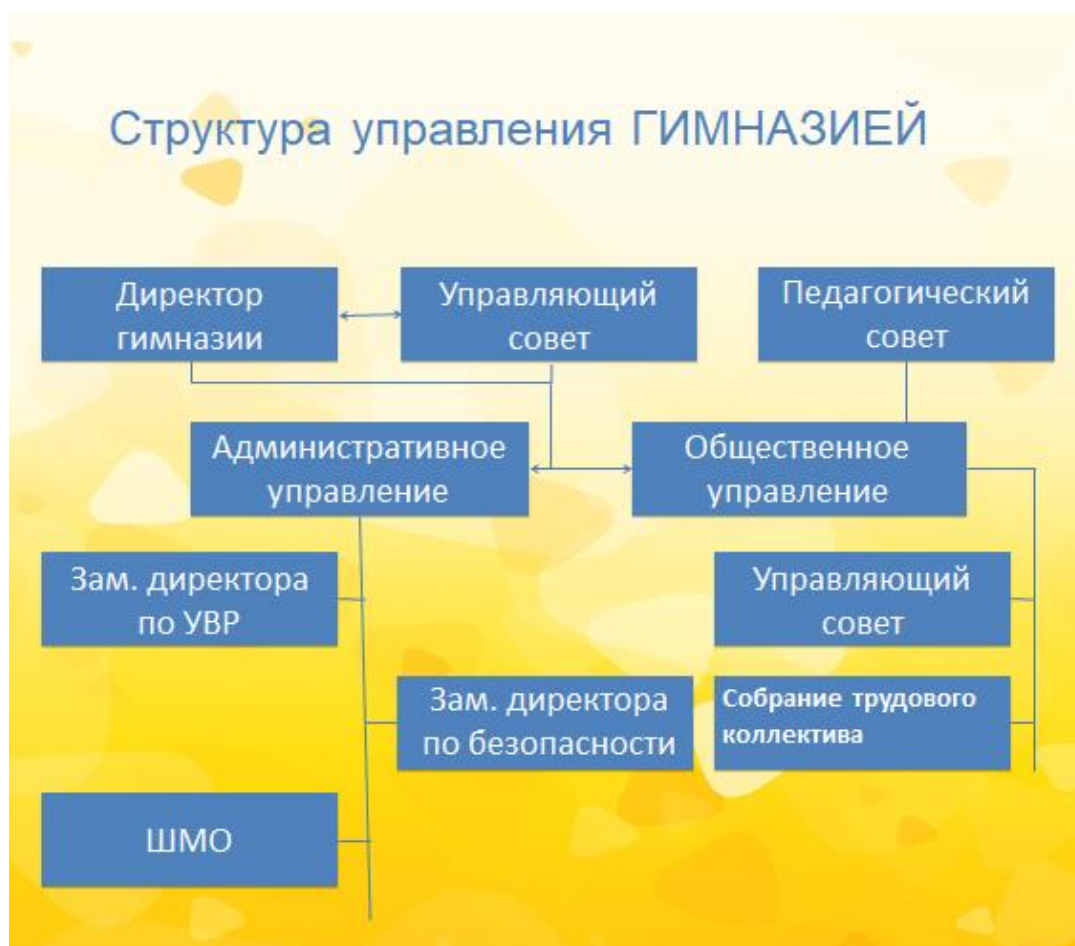 Структура управления ГИМНАЗИЕЙ
Директор
гимназии
Управляющий
совет
Педагогический
совет
Административное
управление
Общественное
управление
Зам. директора
по УВР
Управляющий
совет
Зам. директора
по безопасности
Собрание трудового
коллектива
ШМО